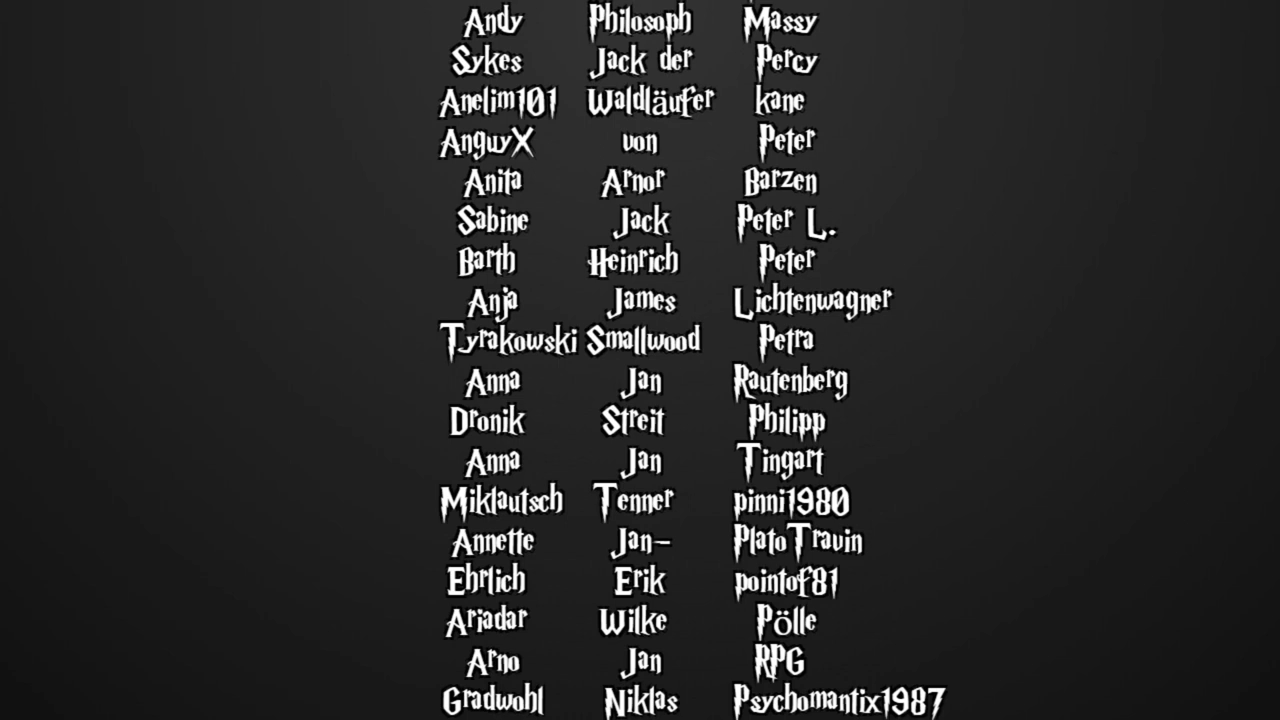 Andy Philosoph Massy
Sykes Jack der Percy
Anelim101 Waldläufer kane
AnguyX von Peter
Anita Arnor Barzen
Sabine Jack Peter L.
Barth Heinrich Peter
Anja James Lichtenwagner
Tyrakowski Smallwood Petra
Anna Jan Rautenberg
Dronik Streit Philipp
Anna Jan Tingart
Miklautsch Tenner pinni1980
Annette Jan- PlatoTravin
Ehrlich Erik pointof81
Ariadar Wilke Pölle
Arno Jan RPG
Gradwohl Niklas Psychomantix1987